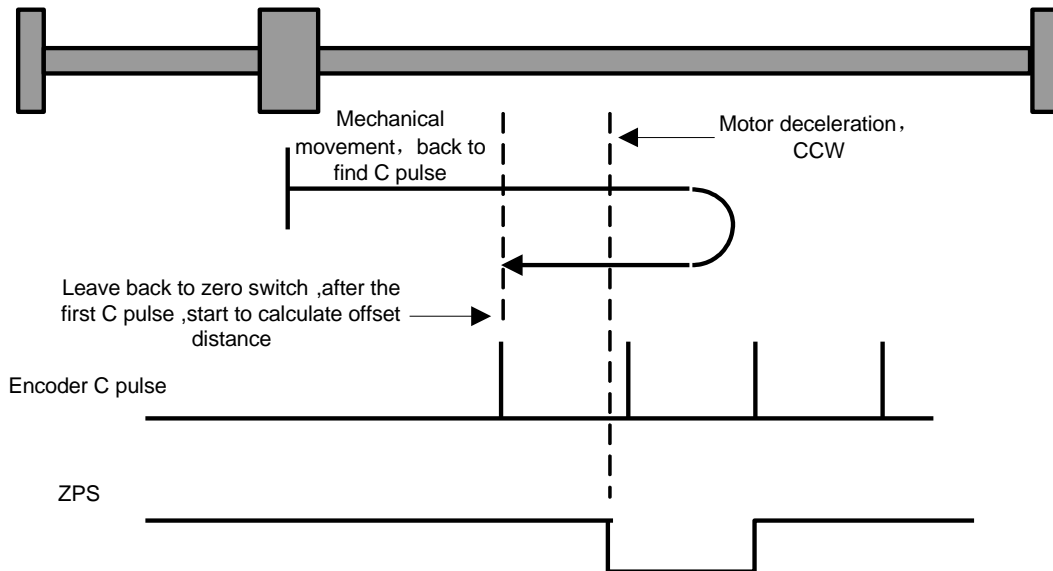 Mechanical
movement，back to
find C pulse
Motor deceleration，
CCW
Leave back to zero switch ,after the
first C pulse ,start to calculate offset
distance
Encoder C pulse
ZPS